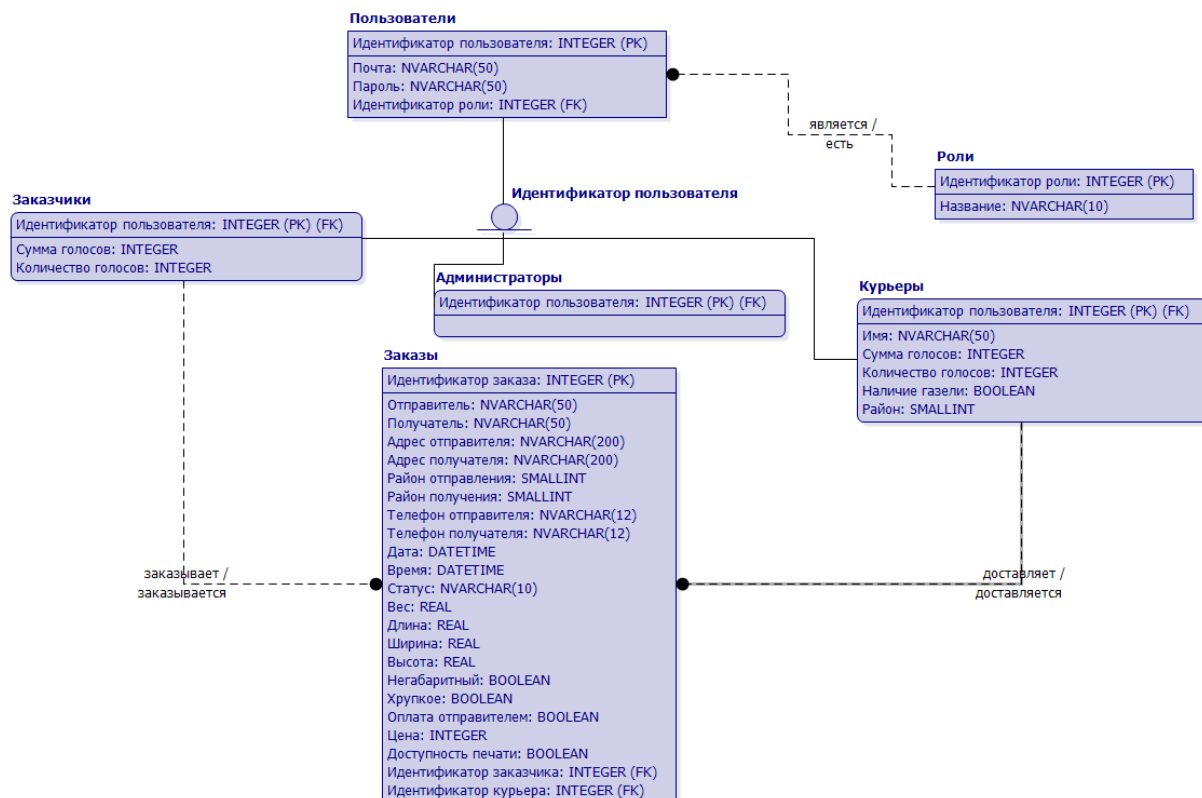 Пользователи
Идентификатор пользователя: INTEGER (PK)
Почта: NVARCHAR(50)
Пароль: NVARCHAR(50)
Идентификатор роли: INTEGER (FK)
является /
есть
Роли
Идентификатор роли: INTEGER (PK)
Название: NVARCHAR(10)
Идентификатор пользователя
Заказчики
Идентификатор пользователя: INTEGER (PK) (FK)
Сумма голосов: INTEGER
Количество голосов: INTEGER
Администраторы
Идентификатор пользователя: INTEGER (PK) (FK)
Курьеры
Идентификатор пользователя: INTEGER (PK) (FK)
Имя: NVARCHAR(50)
Сумма голосов: INTEGER
Количество голосов: INTEGER
Наличие газели: BOOLEAN
Район: SMALLINT
Заказы
Идентификатор заказа: INTEGER (PK)
Отправитель: NVARCHAR(50)
Получатель: NVARCHAR(50)
Адрес отправителя: NVARCHAR(200)
Адрес получателя: NVARCHAR(200)
Район отправления: SMALLINT
Район получения: SMALLINT
Телефон отправителя: NVARCHAR(12)
Телефон получателя: NVARCHAR(12)
Дата: DATETIME
Время: DATETIME
Статус: NVARCHAR(10)
Вес: REAL
Длина: REAL
Ширина: REAL
Высота: REAL
Негабаритный: BOOLEAN
Хрупкое: BOOLEAN
Оплата отправителем: BOOLEAN
Цена: INTEGER
Доступность печати: BOOLEAN
Идентификатор заказчика: INTEGER (FK)
Идентификатор курьера: INTEGER (FK)
заказывает /
заказывается
доставляет /
доставляется